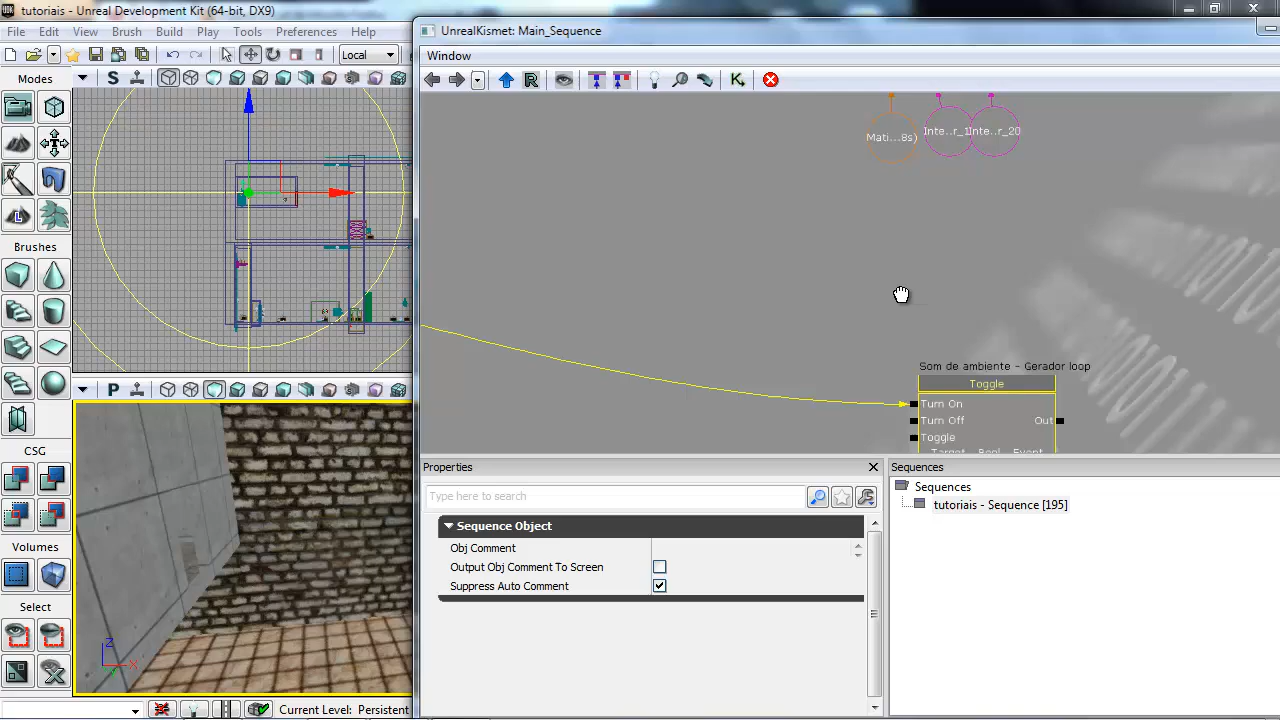 tutoriais - Unreal Development Kit (64-bit, DX9)
File Edit View Brush Build Play Tools Preferences Help
Local
Modes
Brushes
CSG
Volumes
Select
S
P
Z
X
Current Level: Persistent
UnrealKismet: Main_Sequence
Window
R
K
Mati...8s)
Inte..r_1
Inte..r_20
Som de ambiente - Gerador loop
Toggle
Turn On
Turn Off Out
Toggle
Target Bool Event
Properties
Type here to search
Sequence Object
Obj Comment
Output Obj Comment To Screen
Suppress Auto Comment
Sequences
Sequences
tutoriais - Sequence [195]